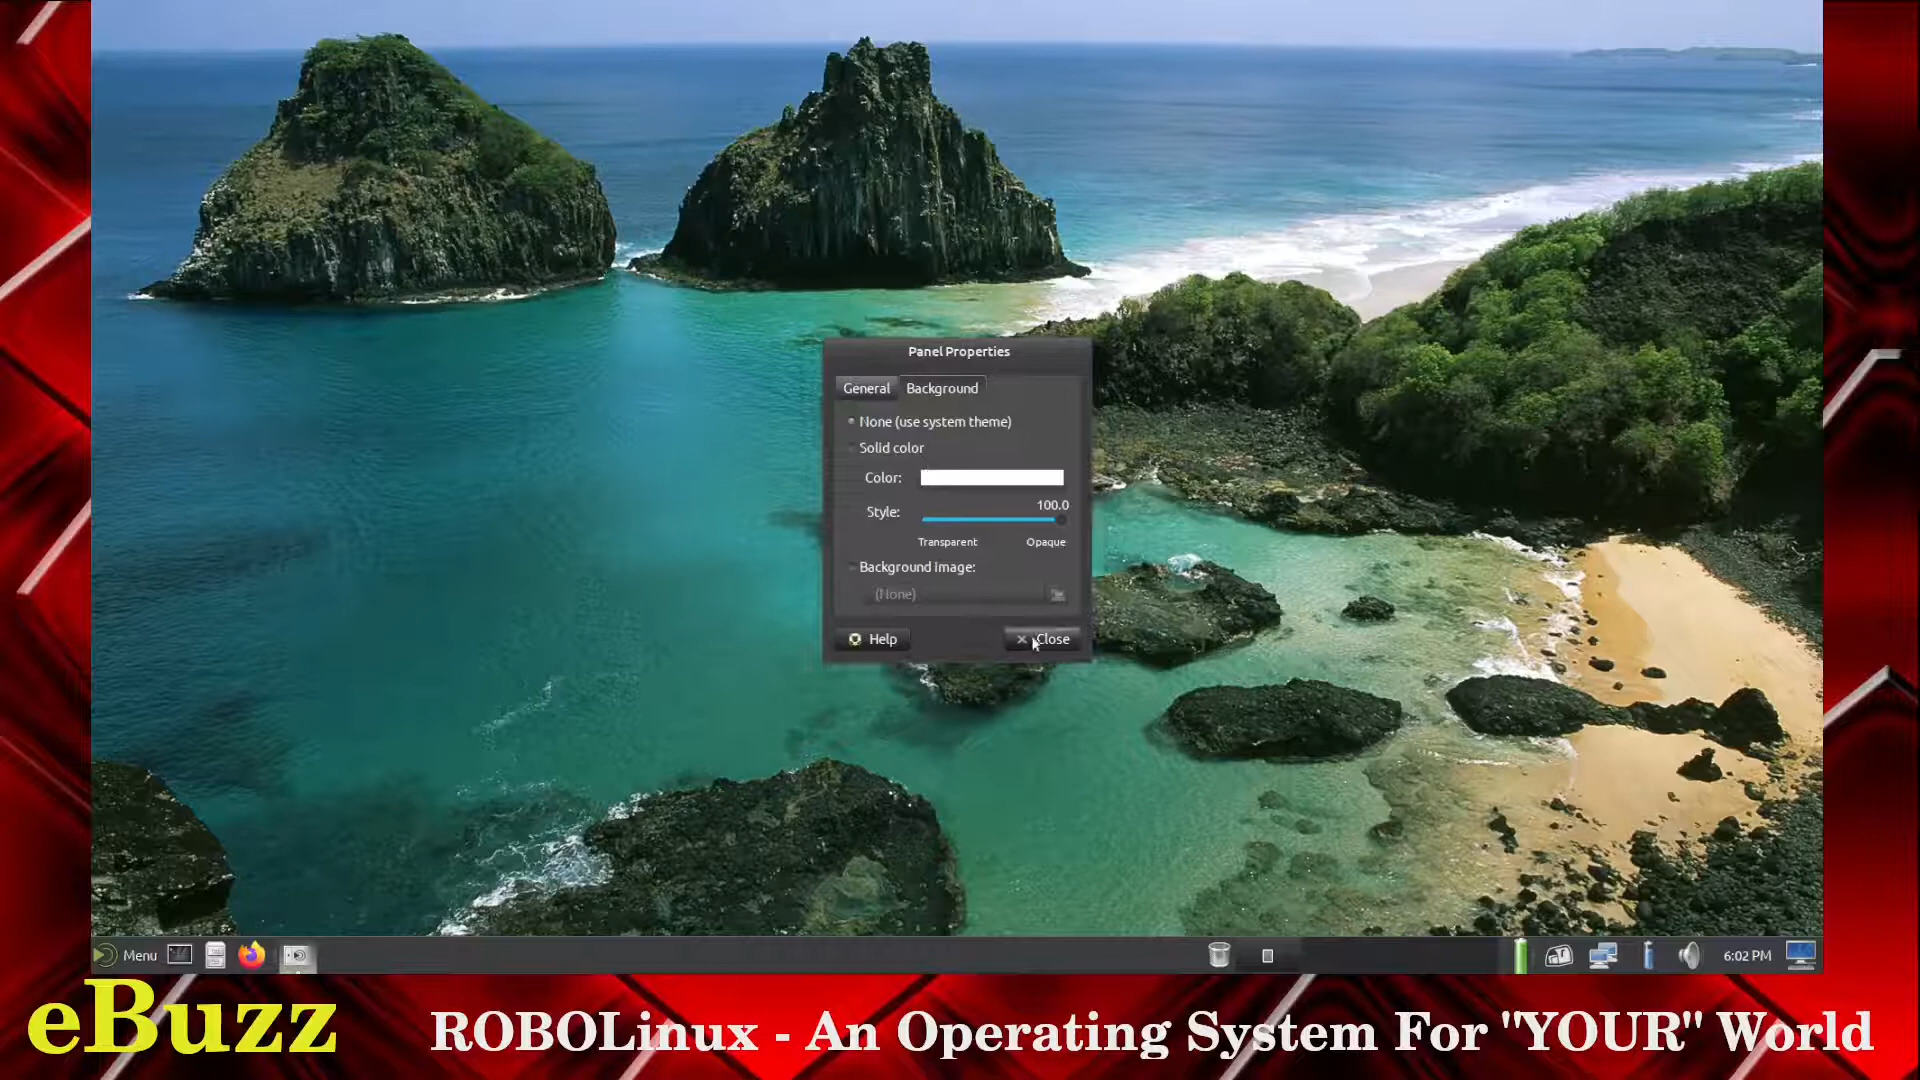 Panel Properties
General Background
None (use system theme)
Solid color
Color:
100.0
Style:
Transparent Opaque
Background image:
(None)
Help Close
Menu
6:02 PM
eBuzz
ROBOLinux - An Operating System For "YOUR" World